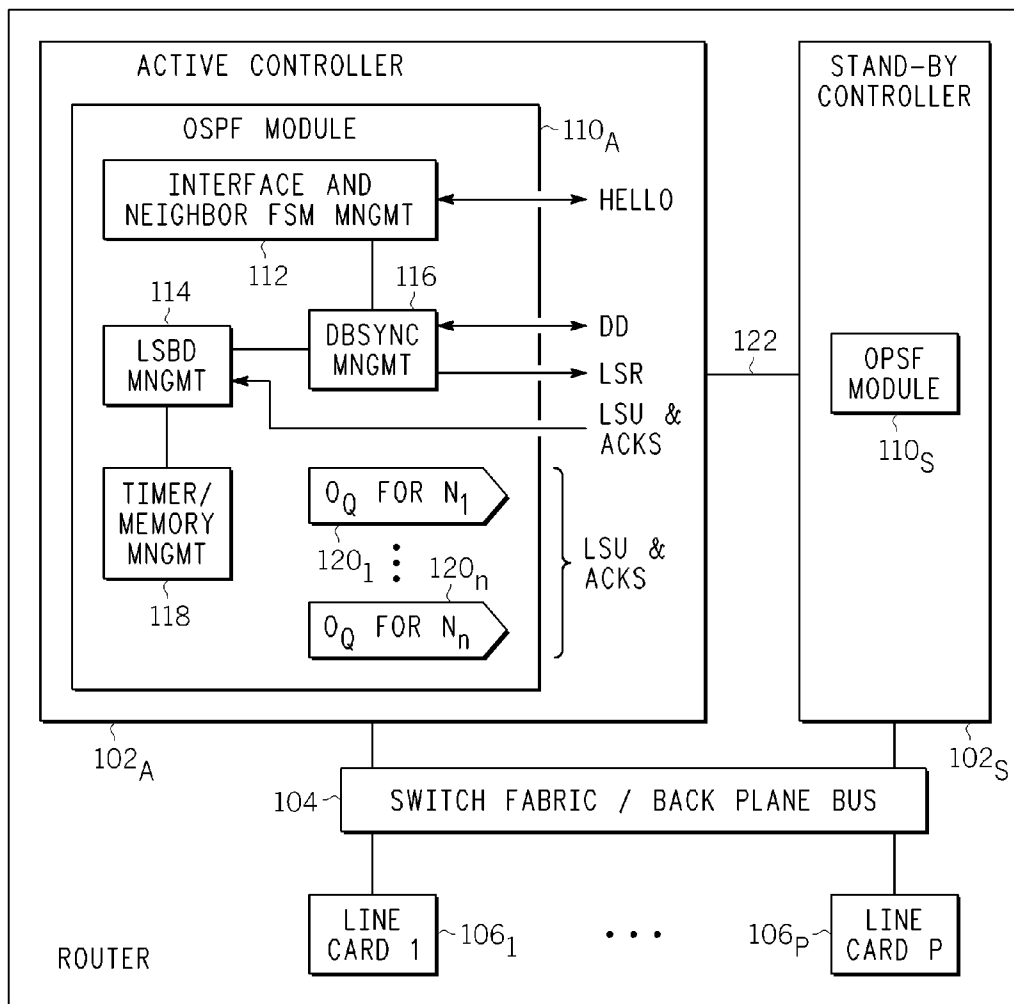 ACTIVE CONTROLLER
STAND-BY
CONTROLLER
OSPF MODULE
110A
INTERFACE AND
NEIGHBOR FSM MNGMT
HELLO
112
114
116
LSBD
MNGMT
DBSYNC
MNGMT
DD
LSR
LSU &
ACKS
122
OPSF
MODULE
110S
TIMER/
MEMORY
MNGMT
118
OQ FOR N1
1201
120n
OQ FOR Nn
LSU &
ACKS
102A
102S
104
SWITCH FABRIC / BACK PLANE BUS
LINE
CARD 1
1061
106P
LINE
CARD P
ROUTER